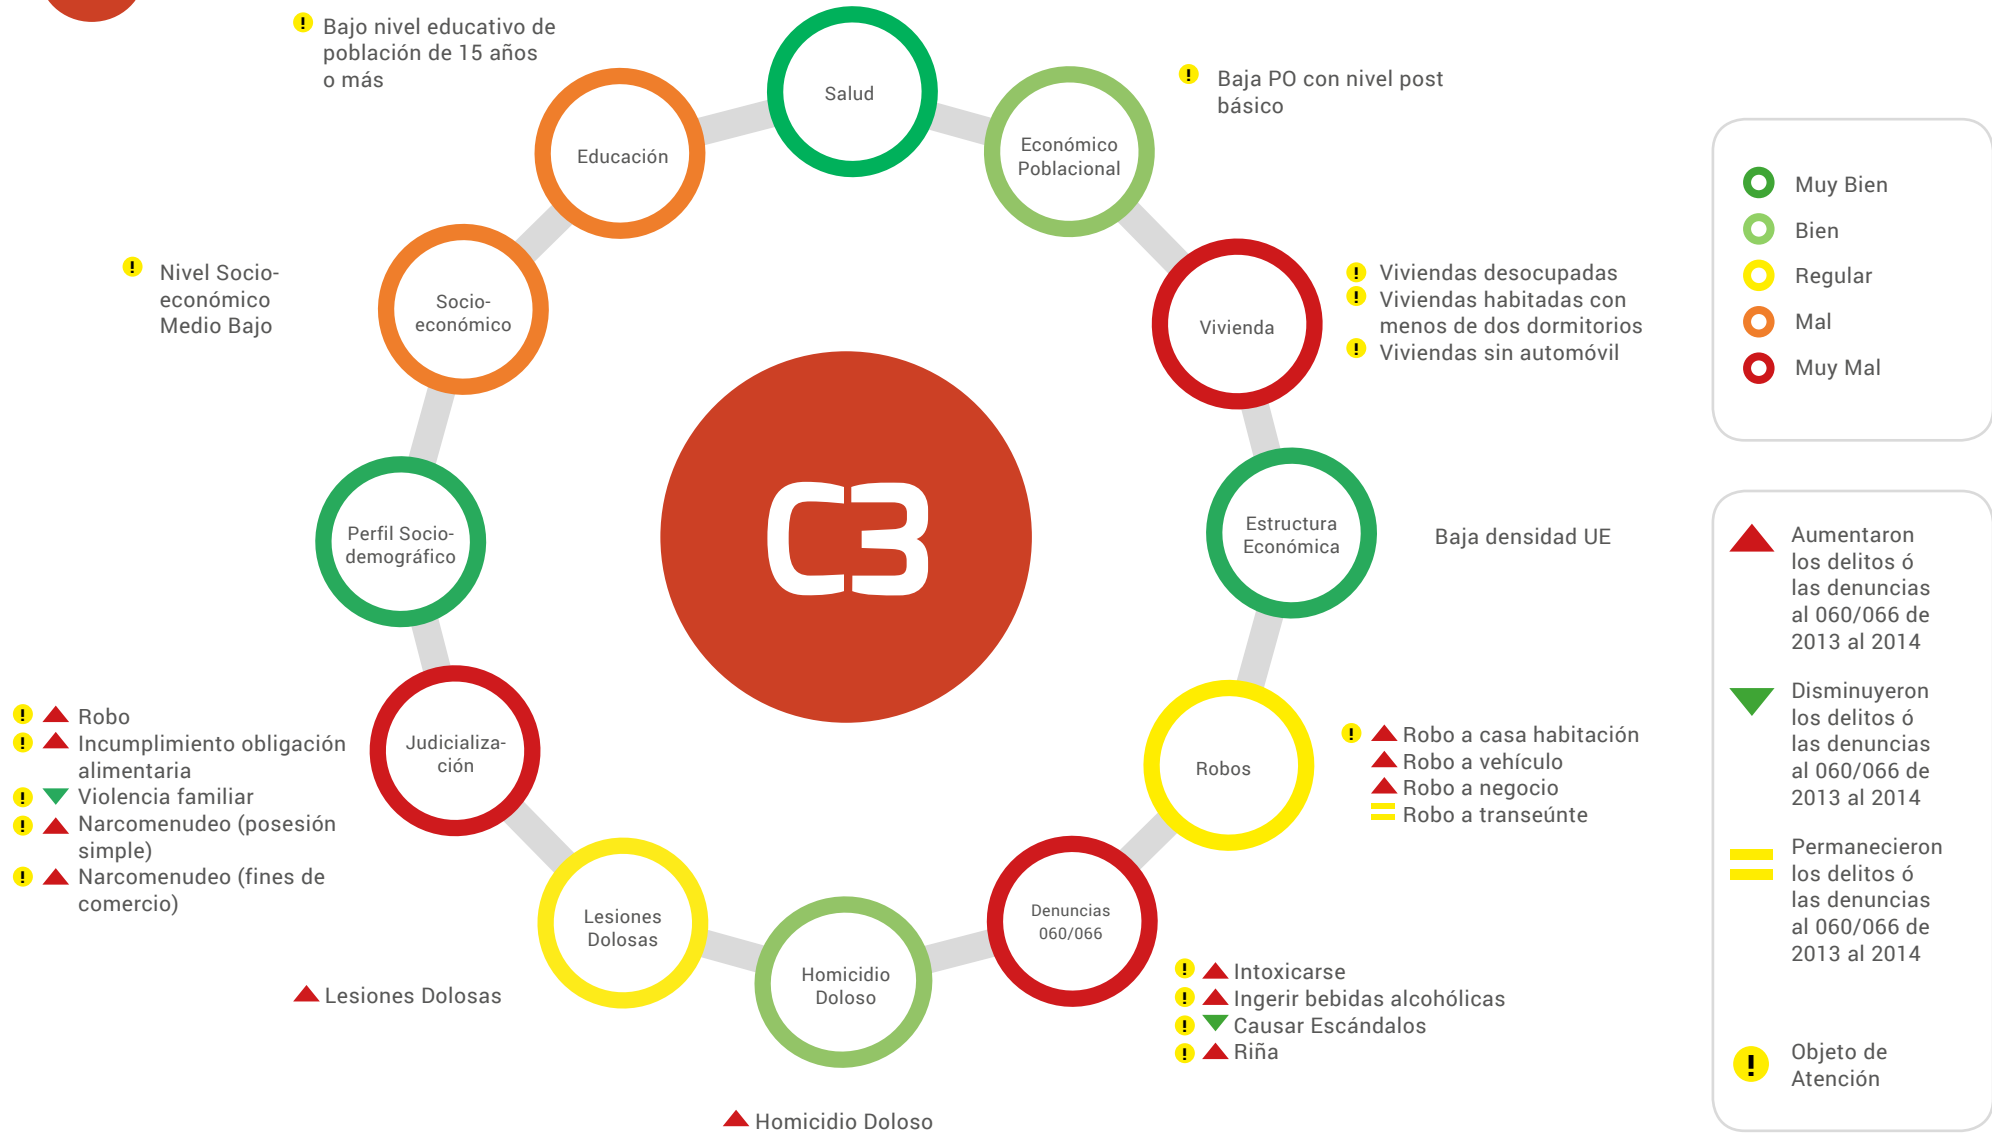 ! Bajo nivel educativo de
población de 15 años
o más
Salud
! Baja PO con nivel post
básico
Educación
Económico
Poblacional
! Nivel Socio-
económico
Medio Bajo
Socio-
económico
Vivienda
! Viviendas desocupadas
! Viviendas habitadas con
menos de dos dormitorios
! Viviendas sin automóvil
Perfil Socio-
demográfico
C3
Estructura
Económica
Baja densidad UE
! Robo
! Incumplimiento obligación
alimentaria
! Violencia familiar
! Narcomenudeo (posesión
simple)
! Narcomenudeo (fines de
comercio)
Judicializa-
ción
Robos
! Robo a casa habitación
Robo a vehículo
Robo a negocio
Robo a transeúnte
Lesiones
Dolosas
Lesiones Dolosas
Homicidio
Doloso
Homicidio Doloso
Denuncias
060/066
! Intoxicarse
! Ingerir bebidas alcohólicas
! Causar Escándalos
! Riña
Muy Bien
Bien
Regular
Mal
Muy Mal
Aumentaron
los delitos ó
las denuncias
al 060/066 de
2013 al 2014
Disminuyeron
los delitos ó
las denuncias
al 060/066 de
2013 al 2014
Permanecieron
los delitos ó
las denuncias
al 060/066 de
2013 al 2014
! Objeto de
Atención